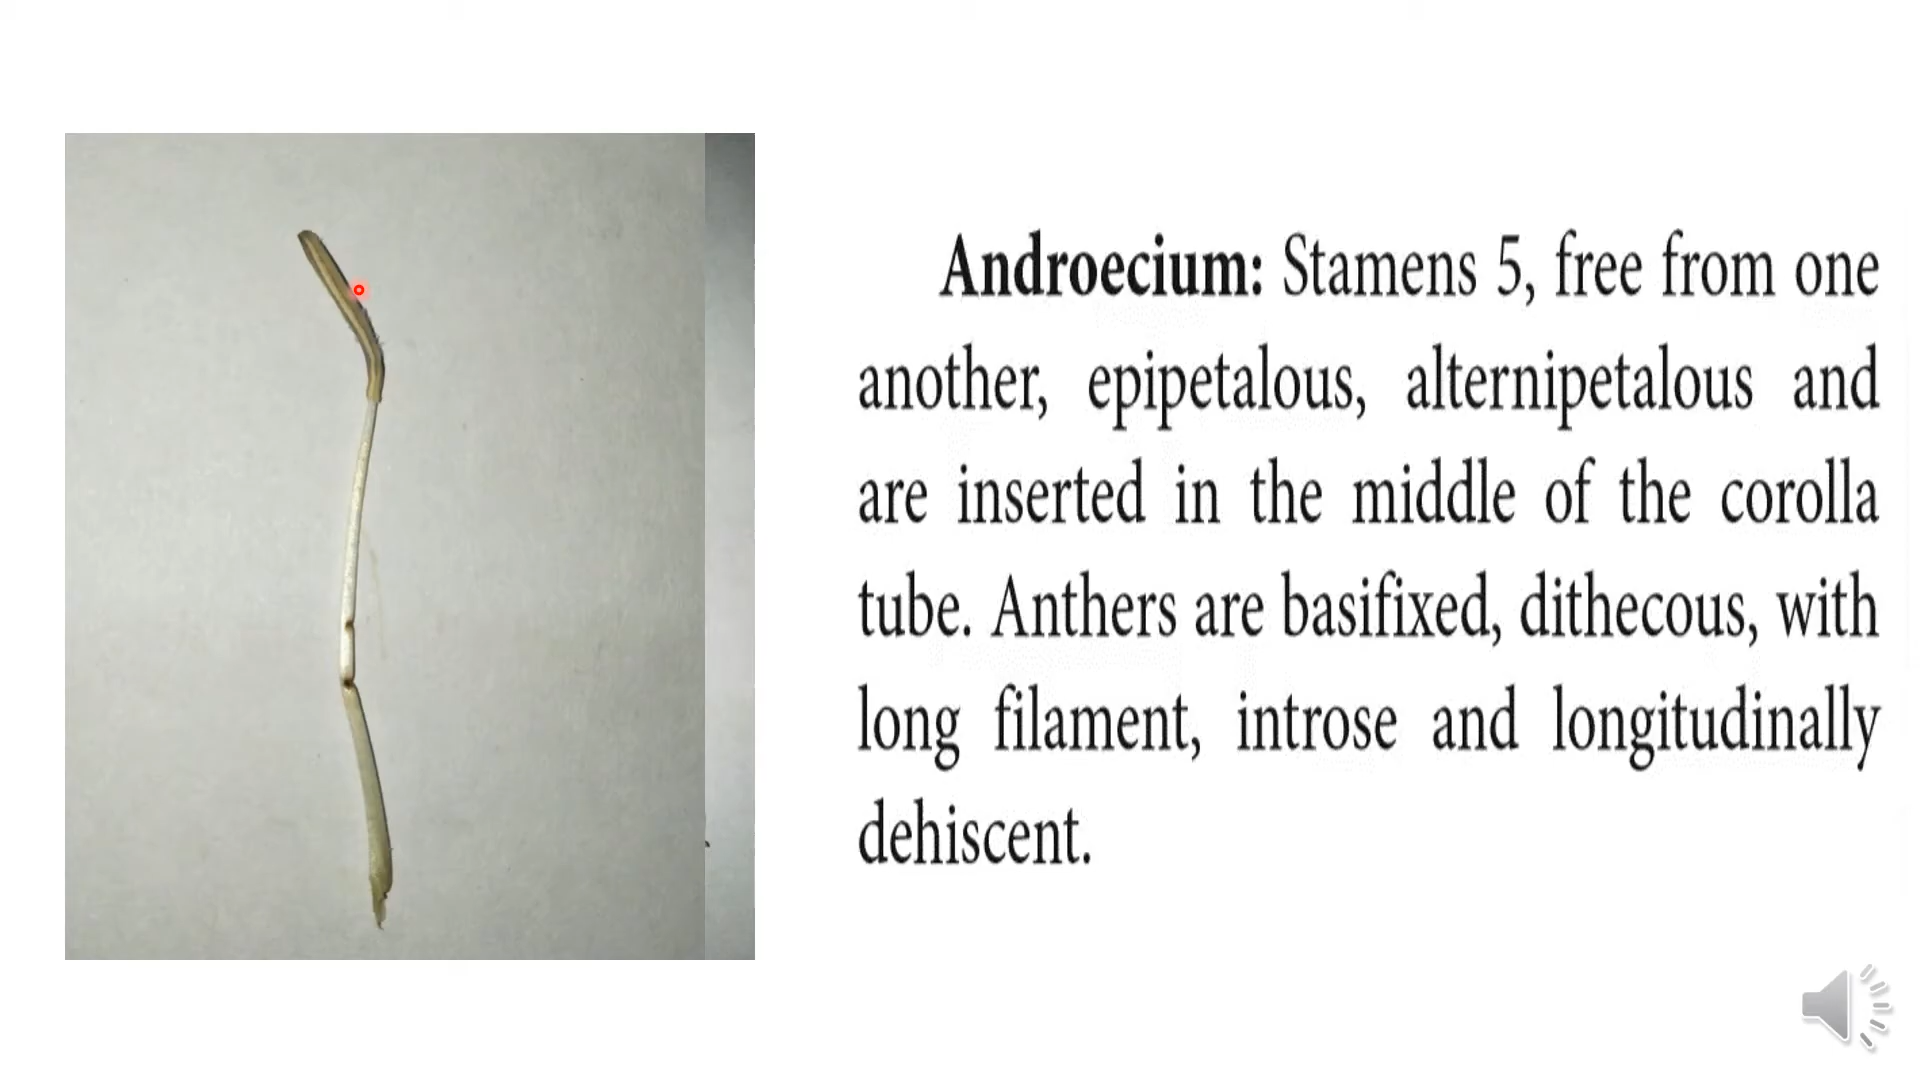 Androecium: Stamens 5, free from one
another, epipetalous, alternipetalous and
are inserted in the middle of the corolla
tube. Anthers are basifixed, dithecous, with
long filament, introse and longitudinally
dehiscent.